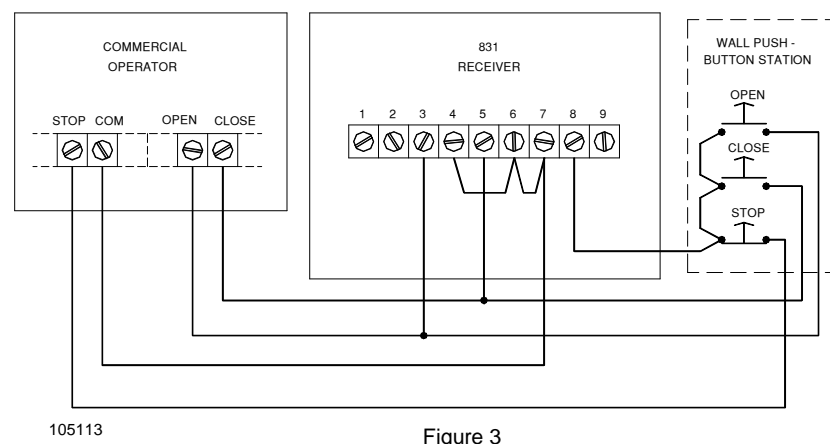 COMMERCIAL
OPERATOR
STOP COM OPEN CLOSE
831
RECEIVER
1 2 3 4 5 6 7 8 9
WALL PUSH -
BUTTON STATION
OPEN
CLOSE
STOP
105113
Figure 3